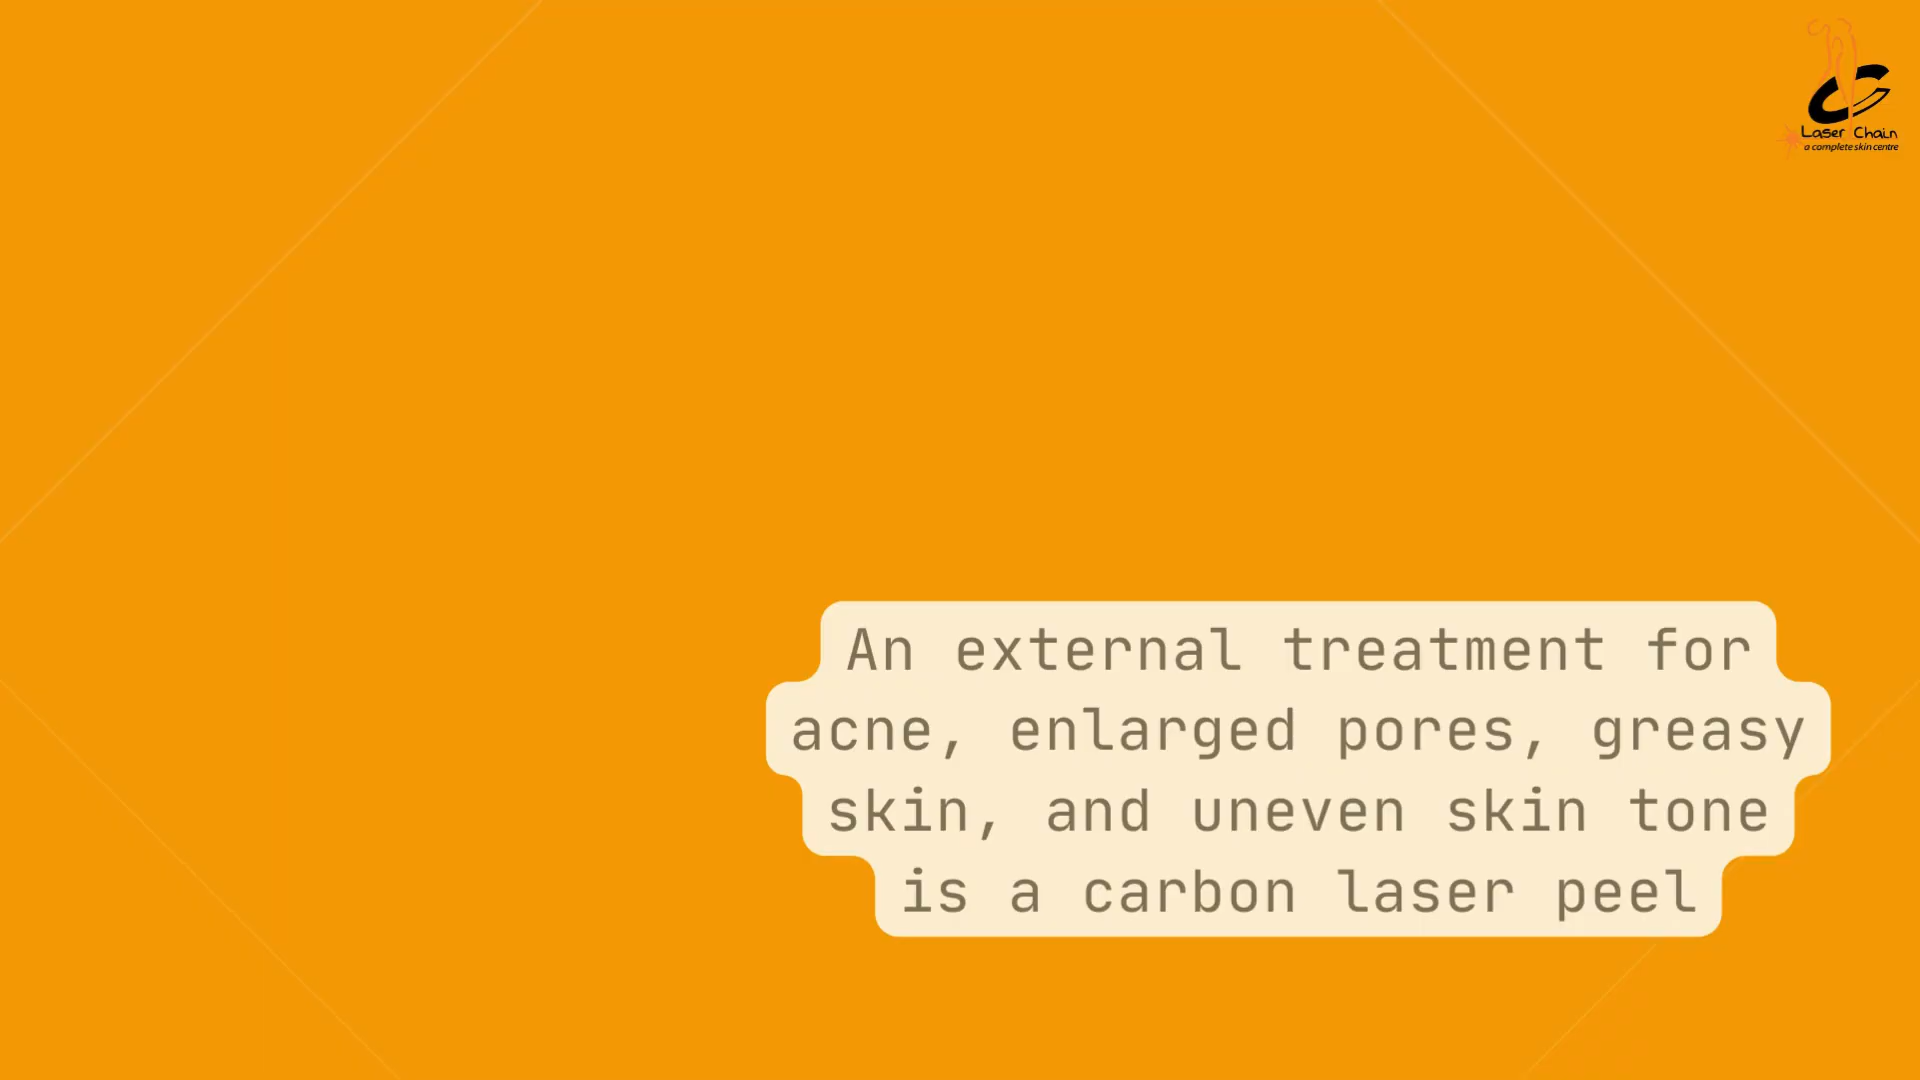 Laser Chain
a complete skin centre
An external treatment for
acne, enlarged pores, greasy
skin, and uneven skin tone
is a carbon laser peel